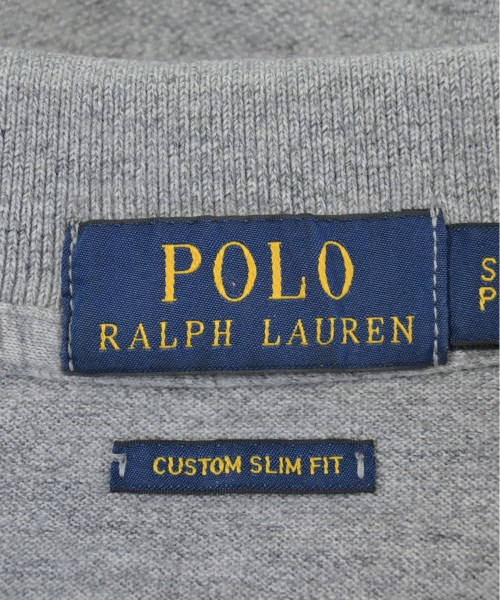 POLO
RALPH LAUREN
S
P
CUSTOM SLIM FIT